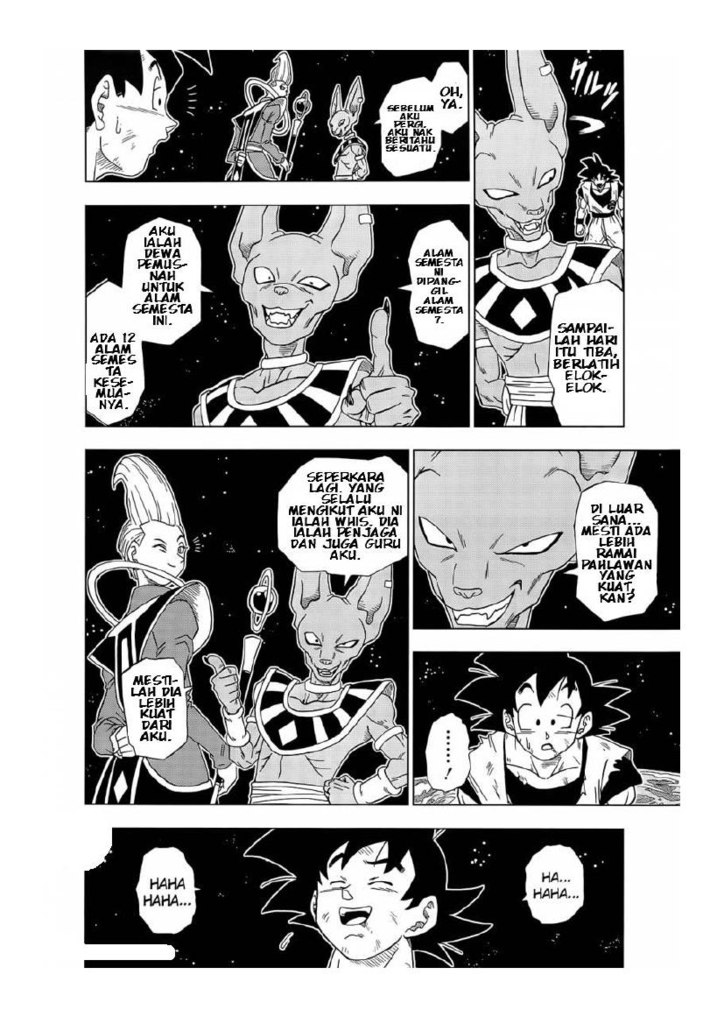 クルッ
SAMPAI-
LAH HARI
ITU TIBA,
BERLATIH
ELOK-
ELOK.
OH,
YA.
SEBELUM
AKU
PERGI,
AKU NAK
BERITAHU
SESUATU.
ALAM
SEMESTA
NI
DIPANG-
GIL
ALAM
SEMESTA
7.
AKU
IALAH
DEWA
PEMUS-
NAH
UNTUK
ALAM
SEMESTA
INI.
ADA 12
ALAM
SEMES
TA
KESE-
MUA-
NYA.
DI LUAR
SANA...
MESTI ADA
LEBIH
RAMAI
PAHLAWAN
YANG
KUAT,
KAN?
SEPERKARA
LAGI. YANG
SELALU
MENGIKUT AKU NI
IALAH WHIS. DIA
IALAH PENJAGA
DAN JUGA GURU
AKU.
MESTI-
LAH DIA
LEBIH
KUAT
DARI
AKU.
......!
HA...
HAHA...
HAHA
HAHA...